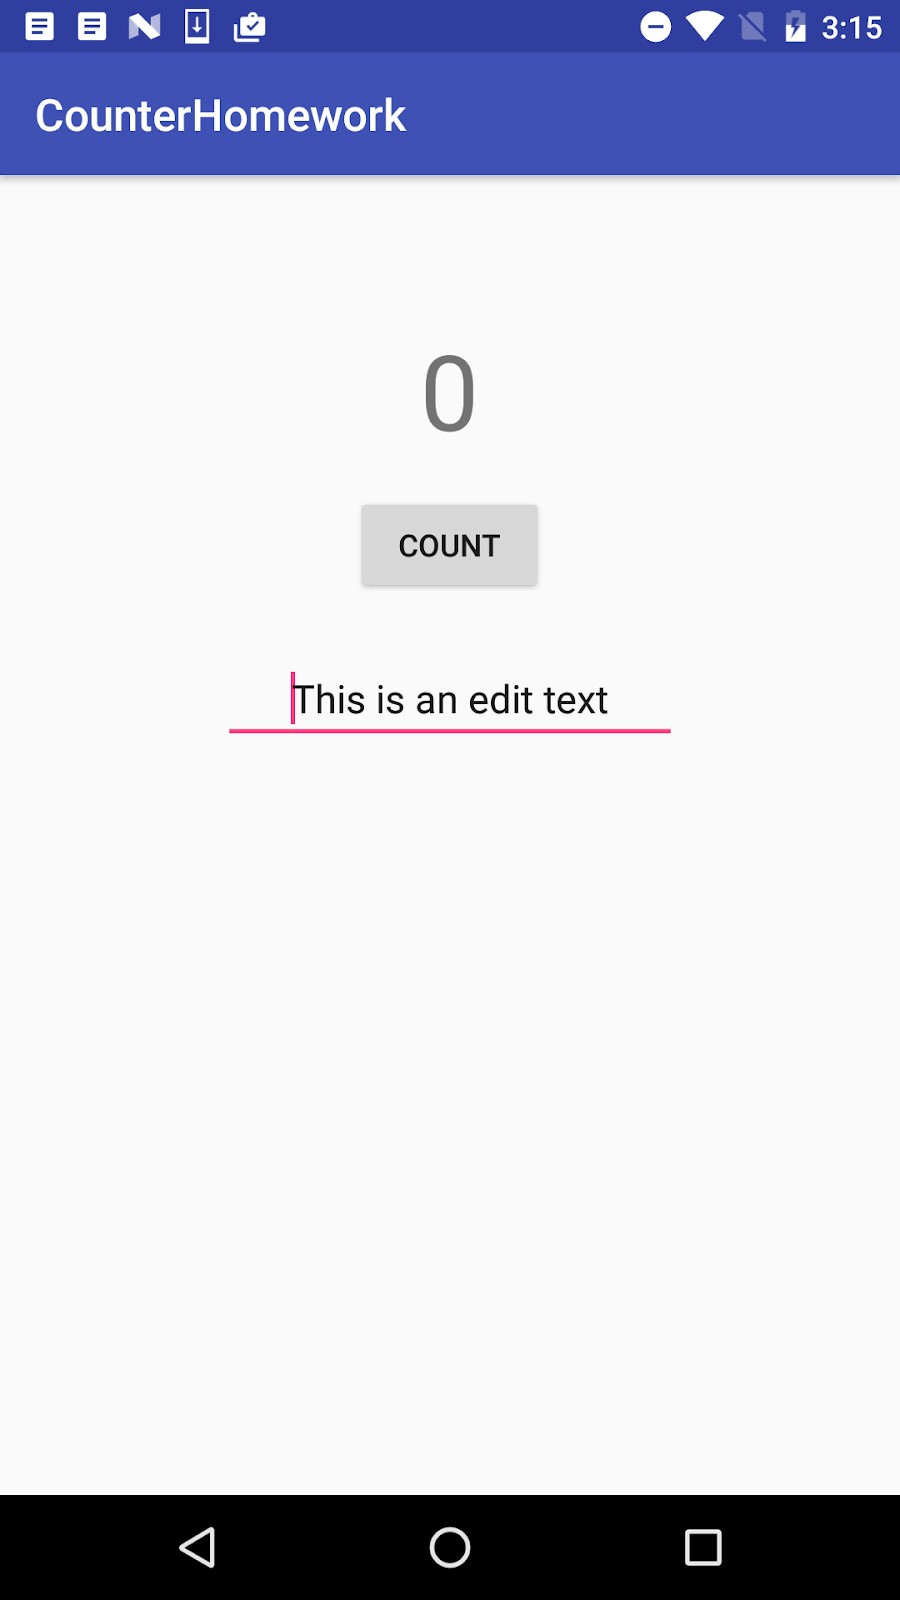 3:15
CounterHomework
0
COUNT
This is an edit text